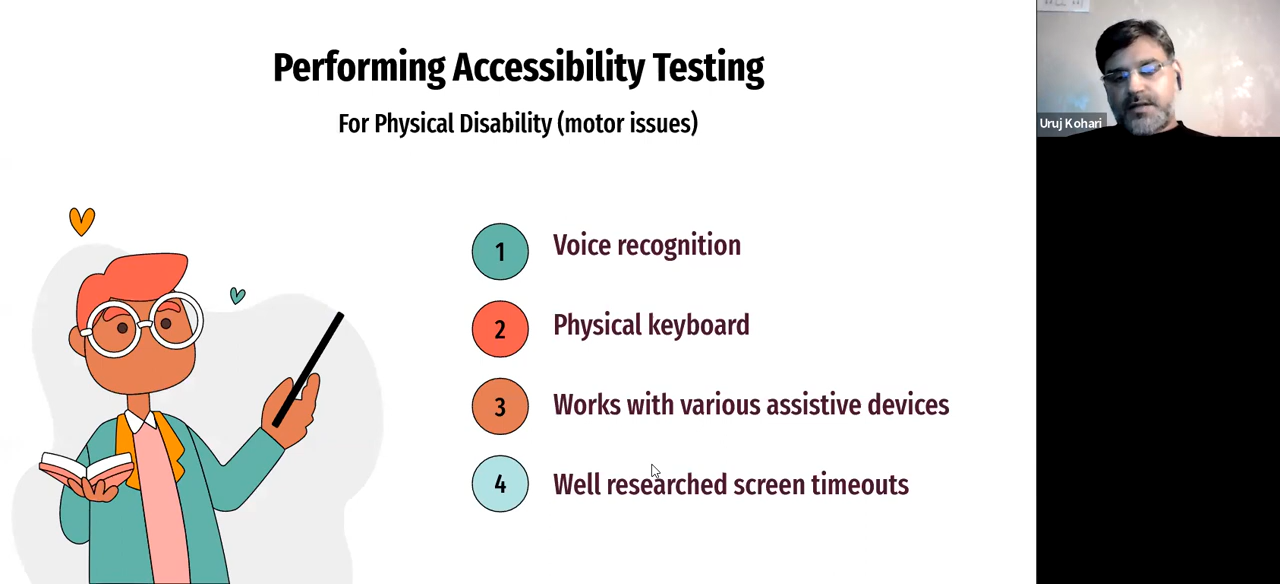 Performing Accessibility Testing
For Physical Disability (motor issues)
1 Voice recognition
2 Physical keyboard
3 Works with various assistive devices
4 Well researched screen timeouts
Uruj Kohari